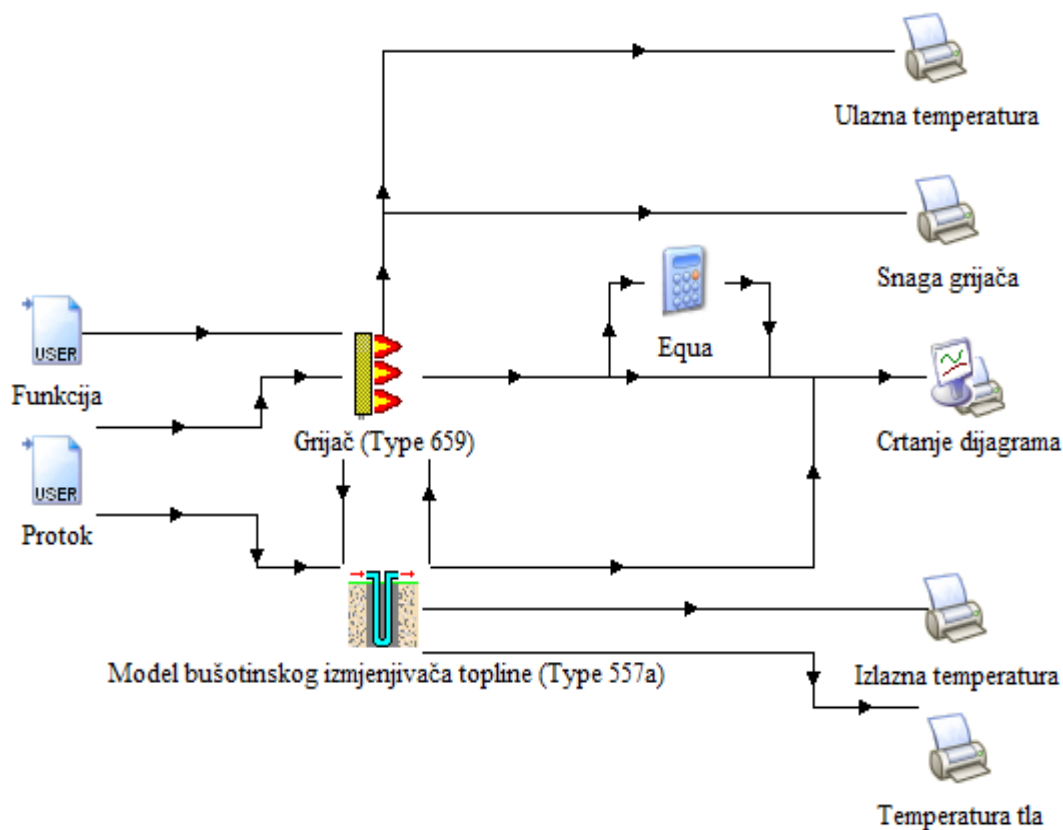 Ulazna temperatura
Snaga grijača
USER
Funkcija
Equa
Grijač (Type 659)
Crtanje dijagrama
USER
Protok
Model bušotinskog izmjenjivača topline (Type 557a)
Izlazna temperatura
Temperatura tla